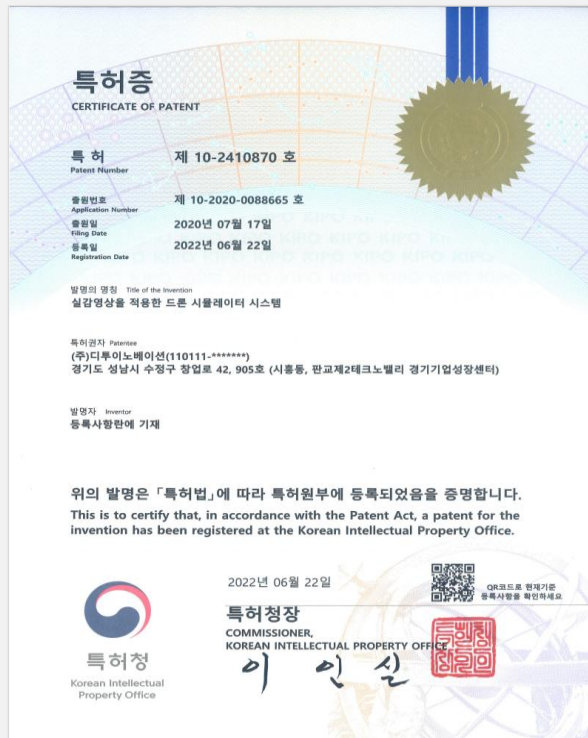 특허증
CERTIFICATE OF PATENT
특 허 제 10-2410870 호
Patent Number
출원번호 제 10-2020-0088665 호
Application Number
출원일 2020년 07월 17일
Filing Date
등록일 2022년 06월 22일
Registration Date
발명의 명칭 Title of the Invention
실감영상을 적용한 드론 시뮬레이터 시스템
특허권자 Patentee
(주)디투이노베이션(110111-*******)
경기도 성남시 수정구 창업로 42, 905호 (시흥동, 판교제2테크노밸리 경기기업성장센터)
발명자 Inventor
등록사항란에 기재
위의 발명은 「특허법」에 따라 특허원부에 등록되었음을 증명합니다.
This is to certify that, in accordance with the Patent Act, a patent for the
invention has been registered at the Korean Intellectual Property Office.
2022년 06월 22일
QR코드로 현재기준
등록사항을 확인하세요
특허청장
COMMISSIONER,
KOREAN INTELLECTUAL PROPERTY OFFICE
이 인 실
특허청
Korean Intellectual
Property Office